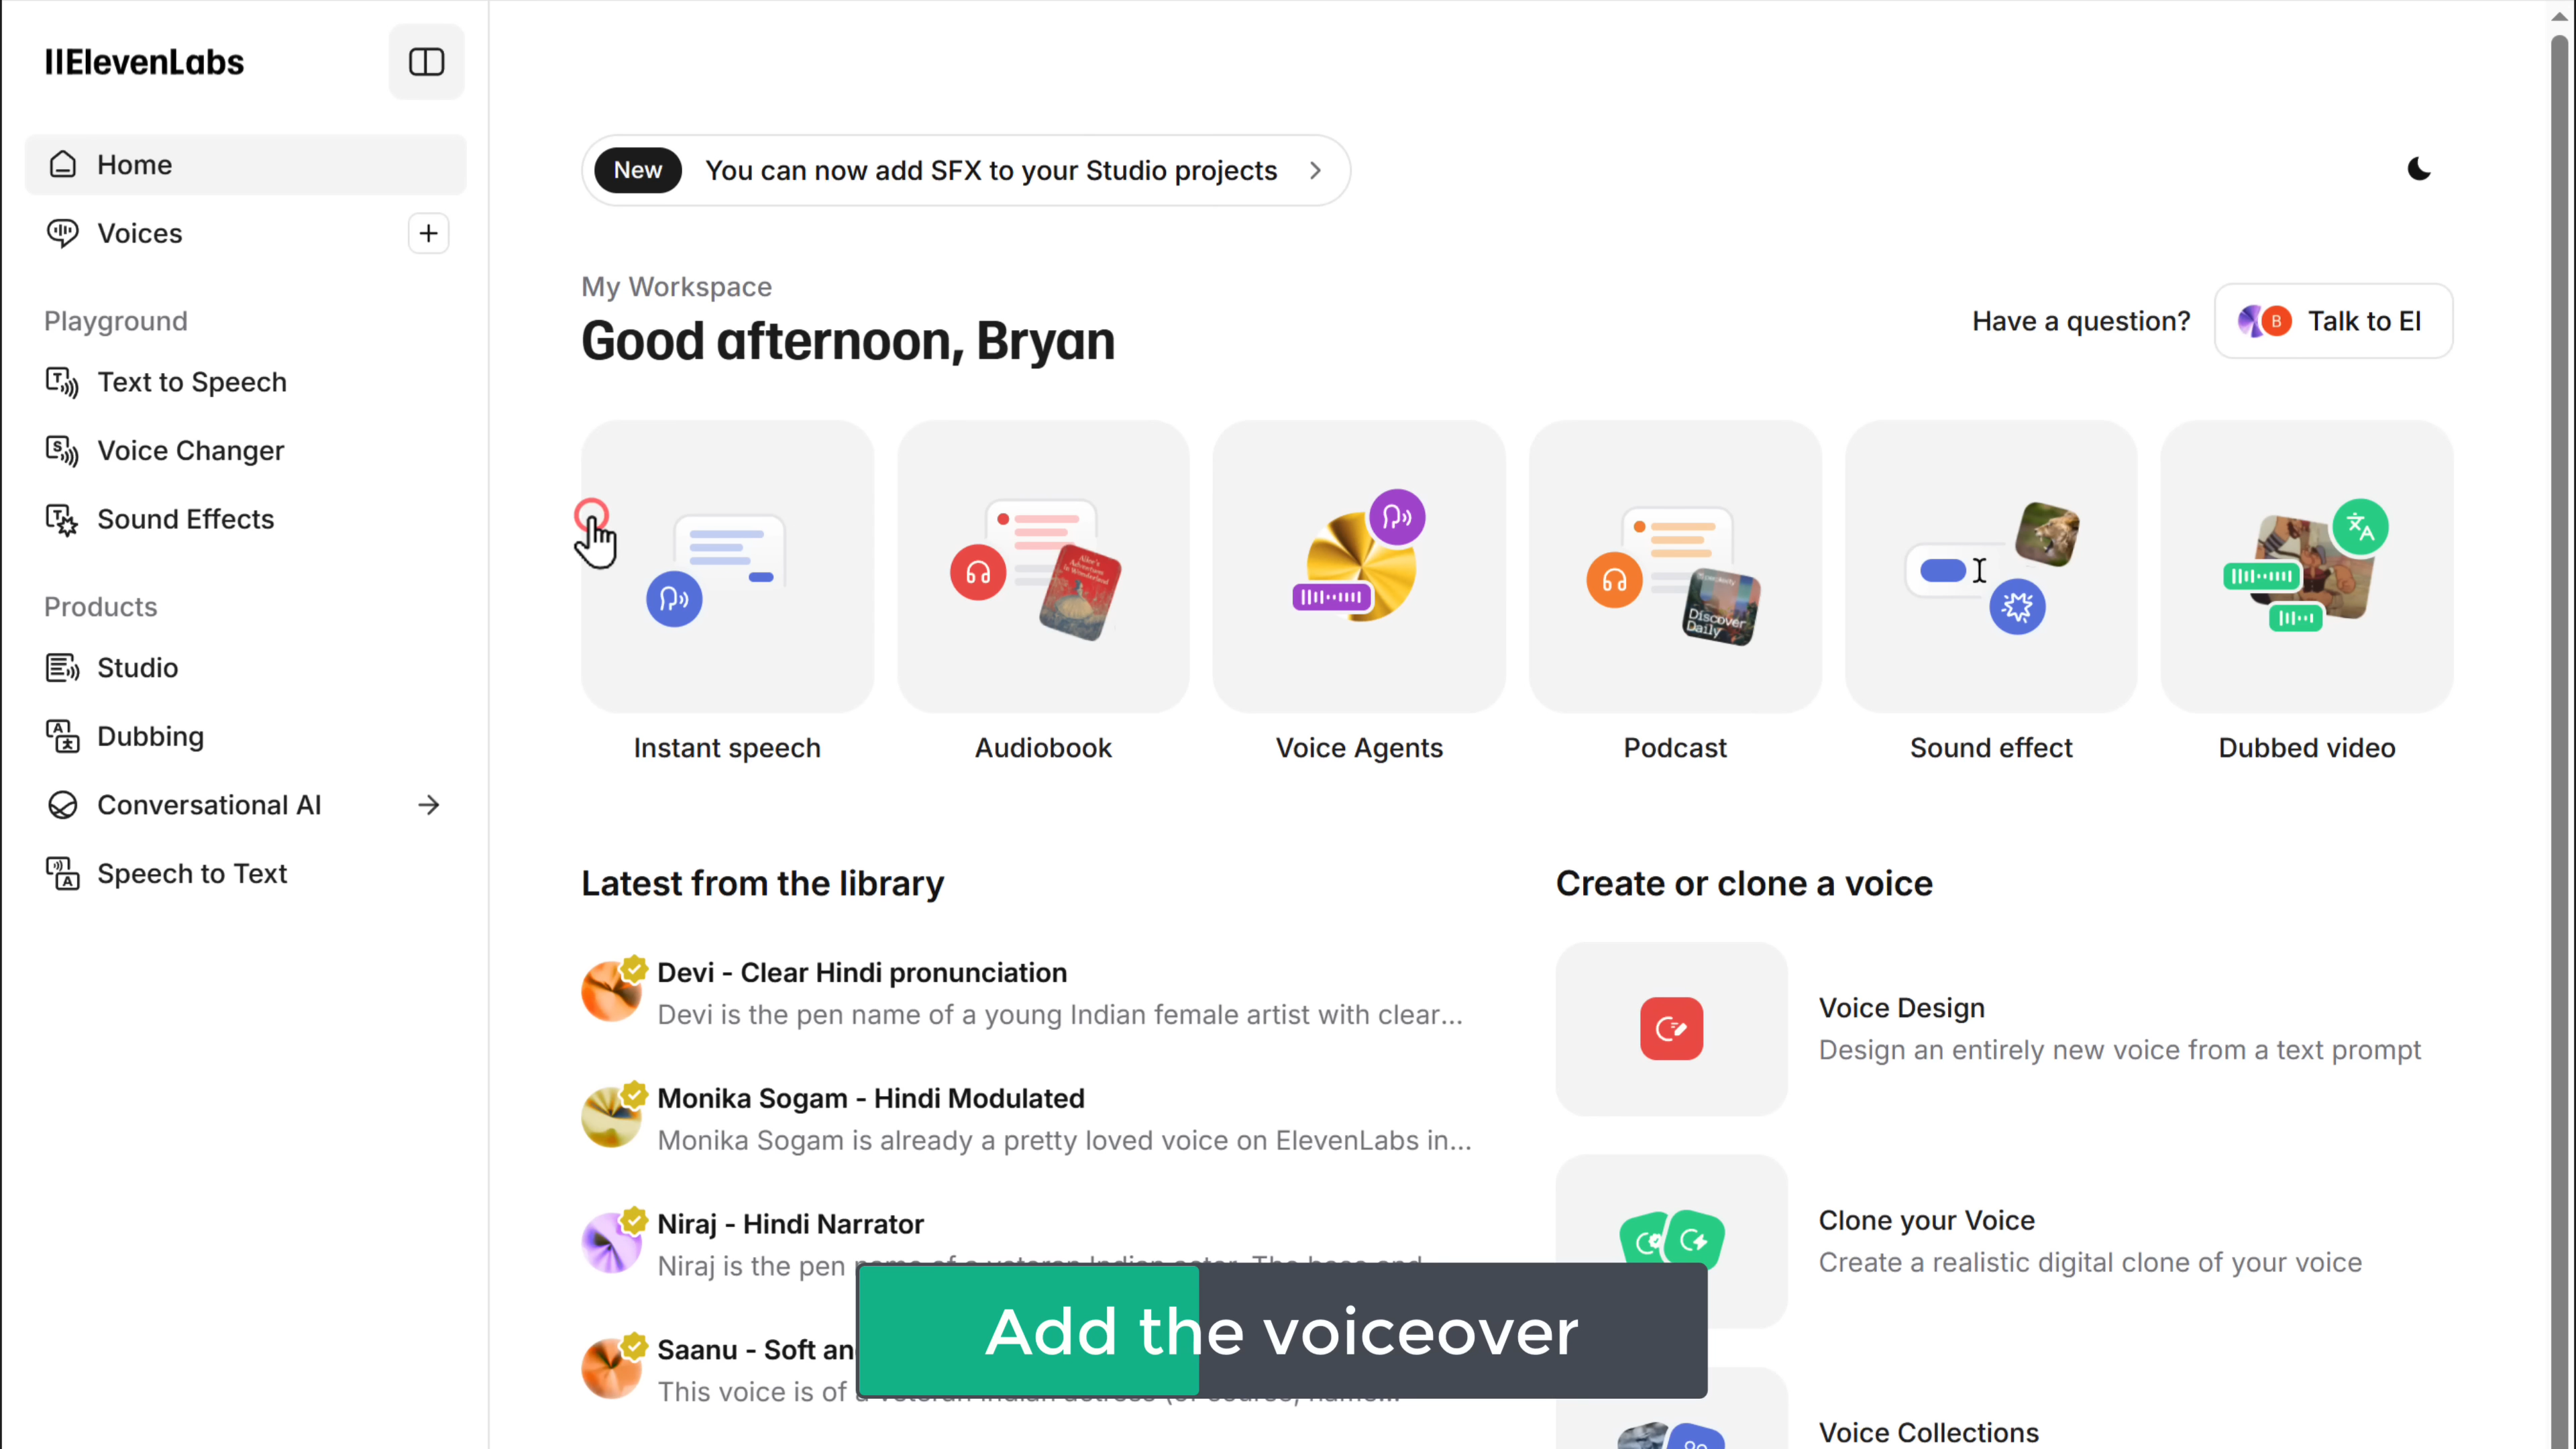 IIElevenLabs
Home
Voices
Playground
Text to Speech
Voice Changer
Sound Effects
Products
Studio
Dubbing
Conversational AI
Speech to Text
New You can now add SFX to your Studio projects
My Workspace
Good afternoon, Bryan
Have a question?
B Talk to El
Instant speech
Audiobook
Voice Agents
Discover
Daily
Podcast
Sound effect
Dubbed video
Latest from the library
Devi - Clear Hindi pronunciation
Devi is the pen name of a young Indian female artist with clear...
Monika Sogam - Hindi Modulated
Monika Sogam is already a pretty loved voice on ElevenLabs in...
Niraj - Hindi Narrator
Niraj is the pen
Saanu - Soft an
This voice is of
Create or clone a voice
Voice Design
Design an entirely new voice from a text prompt
Clone your Voice
Create a realistic digital clone of your voice
Voice Collections
Add the voiceover